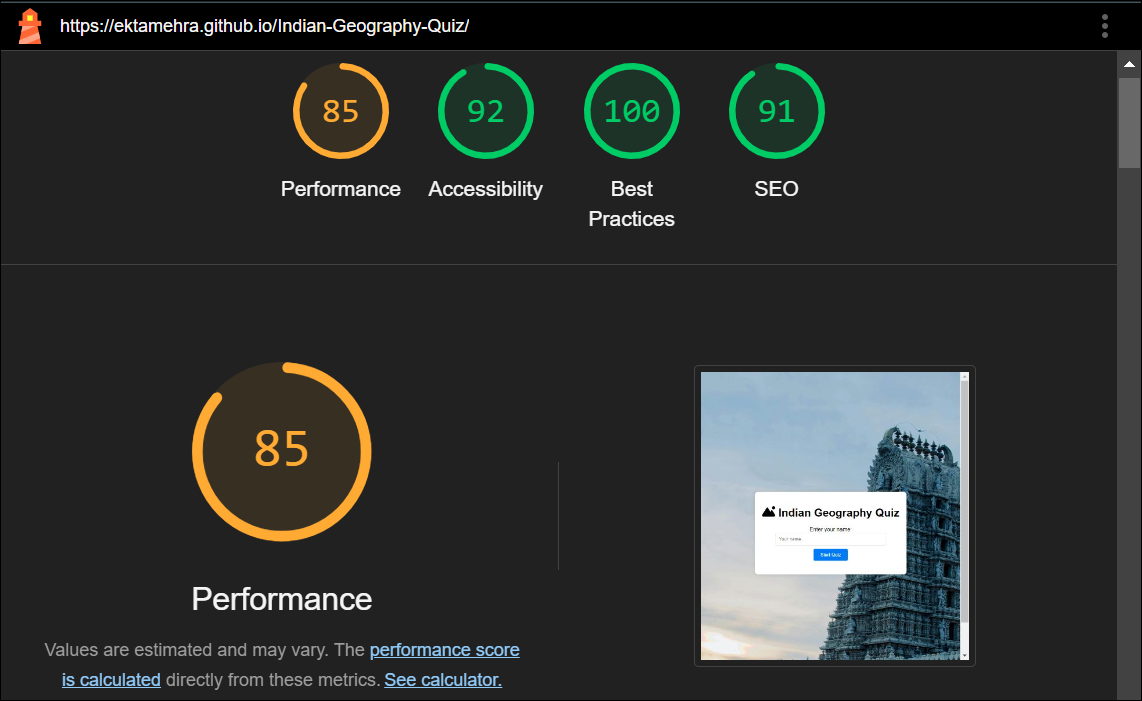 https://ektamehra.github.io/Indian-Geography-Quiz/
85
92
100
91
Performance
Accessibility
Best
Practices
SEO
85
Performance
Values are estimated and may vary. The performance score
is calculated directly from these metrics. See calculator.
Indian Geography Quiz
Enter your name
Your name
Start Quiz